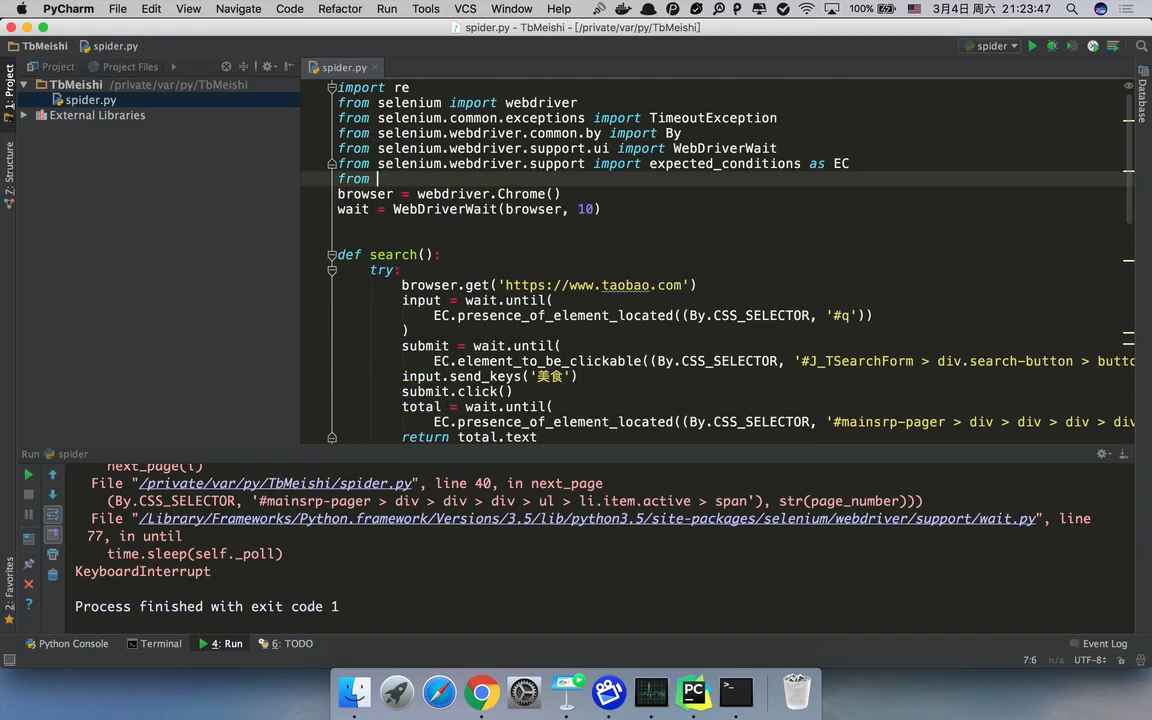 PyCharm File Edit View Navigate Code Refactor Run Tools VCS Window Help 100% 3月4日 周六 21:23:47
spider.py - TbMeishi - [/private/var/py/TbMeishi]
TbMeishi spider.py spider
1: Project
Project Project Files
spider.py
TbMeishi /private/var/py/TbMeishi
spider.py
External Libraries
Database
7: Structure
import re
from selenium import webdriver
from selenium.common.exceptions import TimeoutException
from selenium.webdriver.common.by import By
from selenium.webdriver.support.ui import WebDriverWait
from selenium.webdriver.support import expected_conditions as EC
from
browser = webdriver.Chrome()
wait = WebDriverWait(browser, 10)
def search():
try:
browser.get('https://www.taobao.com')
input = wait.until(
EC.presence_of_element_located((By.CSS_SELECTOR, '#q'))
)
submit = wait.until(
EC.element_to_be_clickable((By.CSS_SELECTOR, '#J_TSearchForm > div.search-button > butto
input.send_keys('美食')
submit.click()
total = wait.until(
EC.presence_of_element_located((By.CSS_SELECTOR, '#mainsrp-pager > div > div > div > di
return total.text
Run spider
next_page(i)
File "/private/var/py/TbMeishi/spider.py", line 40, in next_page
(By.CSS_SELECTOR, '#mainsrp-pager > div > div > div > ul > li.item.active > span'), str(page_number)))
File "/Library/Frameworks/Python.framework/Versions/3.5/lib/python3.5/site-packages/selenium/webdriver/support/wait.py", line
77, in until
time.sleep(self._poll)
KeyboardInterrupt
Process finished with exit code 1
2: Favorites
Python Console Terminal 4: Run 6: TODO Event Log
7:6 n/a UTF-8
PC